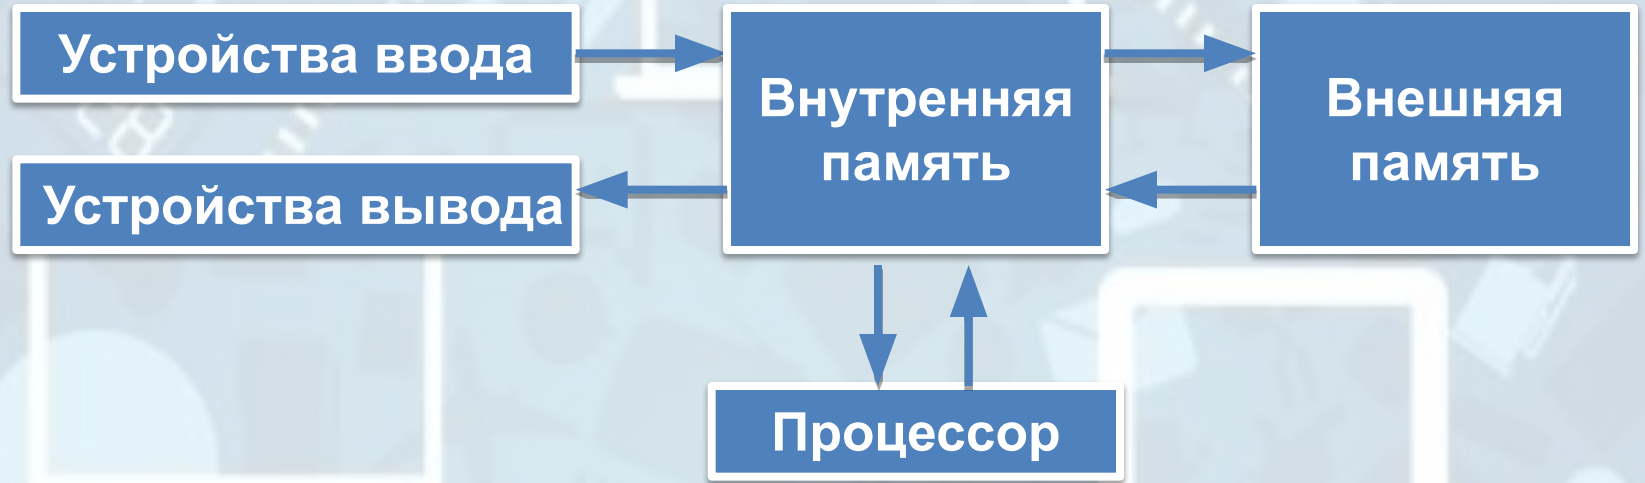 Устройства ввода
Устройства вывода
Внутренняя
память
Внешняя
память
Процессор